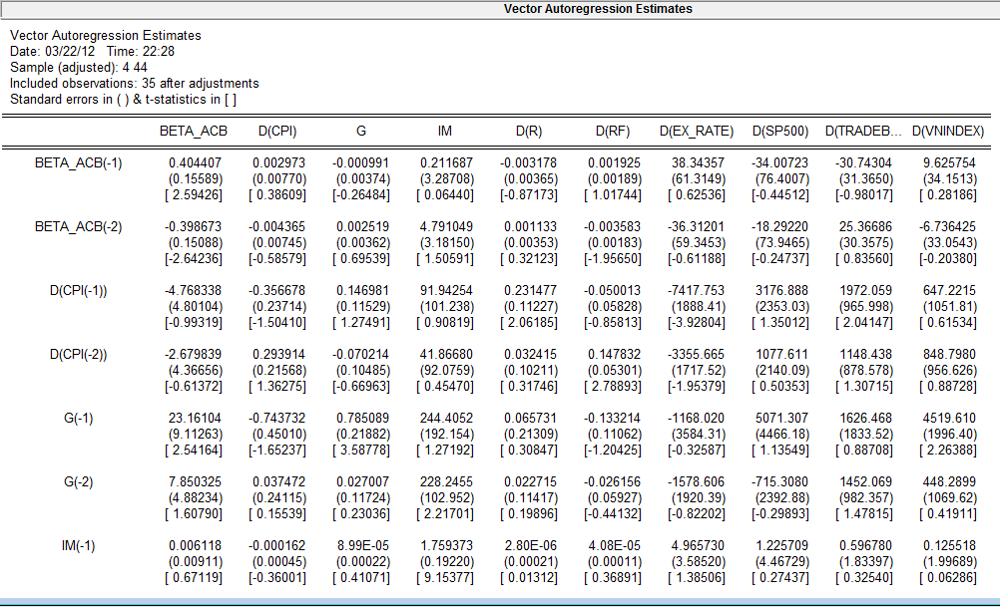 Vector Autoregression Estimates
Vector Autoregression Estimates
Date: 03/22/12 Time: 22:28
Sample (adjusted): 4 44
Included observations: 35 after adjustments
Standard errors in ( ) & t-statistics in [ ]
BETA_ACB D(CPI) G IM D(R) D(RF) D(EX_RATE) D(SP500) D(TRADEB... D(VNINDEX)
BETA_ACB(-1) 0.404407 0.002973 -0.000991 0.211687 -0.003178 0.001925 38.34357 -34.00723 -30.74304 9.625754
(0.15589) (0.00770) (0.00374) (3.28708) (0.00365) (0.00189) (61.3149) (76.4007) (31.3650) (34.1513)
[ 2.59426] [ 0.38609] [-0.26484] [ 0.06440] [-0.87173] [ 1.01744] [ 0.62536] [-0.44512] [-0.98017] [ 0.28186]
BETA_ACB(-2) -0.398673 -0.004365 0.002519 4.791049 0.001133 -0.003583 -36.31201 -18.29220 25.36686 -6.736425
(0.15088) (0.00745) (0.00362) (3.18150) (0.00353) (0.00183) (59.3453) (73.9465) (30.3575) (33.0543)
[-2.64236] [-0.58579] [ 0.69539] [ 1.50591] [ 0.32123] [-1.95650] [-0.61188] [-0.24737] [ 0.83560] [-0.20380]
D(CPI(-1)) -4.768338 -0.356678 0.146981 91.94254 0.231477 -0.050013 -7417.753 3176.888 1972.059 647.2215
(4.80104) (0.23714) (0.11529) (101.238) (0.11227) (0.05828) (1888.41) (2353.03) (965.998) (1051.81)
[-0.99319] [-1.50410] [ 1.27491] [ 0.90819] [ 2.06185] [-0.85813] [-3.92804] [ 1.35012] [ 2.04147] [ 0.61534]
D(CPI(-2)) -2.679839 0.293914 -0.070214 41.86680 0.032415 0.147832 -3355.665 1077.611 1148.438 848.7980
(4.36656) (0.21568) (0.10485) (92.0759) (0.10211) (0.05301) (1717.52) (2140.09) (878.578) (956.626)
[-0.61372] [ 1.36275] [-0.66963] [ 0.45470] [ 0.31746] [ 2.78893] [-1.95379] [ 0.50353] [ 1.30715] [ 0.88728]
G(-1) 23.16104 -0.743732 0.785089 244.4052 0.065731 -0.133214 -1168.020 5071.307 1626.468 4519.610
(9.11263) (0.45010) (0.21882) (192.154) (0.21309) (0.11062) (3584.31) (4466.18) (1833.52) (1996.40)
[ 2.54164] [-1.65237] [ 3.58778] [ 1.27192] [ 0.30847] [-1.20425] [-0.32587] [ 1.13549] [ 0.88708] [ 2.26388]
G(-2) 7.850325 0.037472 0.027007 228.2455 0.022715 -0.026156 -1578.606 -715.3080 1452.069 448.2899
(4.88234) (0.24115) (0.11724) (102.952) (0.11417) (0.05927) (1920.39) (2392.88) (982.357) (1069.62)
[ 1.60790] [ 0.15539] [ 0.23036] [ 2.21701] [ 0.19896] [-0.44132] [-0.82202] [-0.29893] [ 1.47815] [ 0.41911]
IM(-1) 0.006118 -0.000162 8.99E-05 1.759373 2.80E-06 4.08E-05 4.965730 1.225709 0.596780 0.125518
(0.00911) (0.00045) (0.00022) (0.19220) (0.00021) (0.00011) (3.58520) (4.46729) (1.83397) (1.99689)
[ 0.67119] [-0.36001] [ 0.41071] [ 9.15377] [ 0.01312] [ 0.36891] [ 1.38506] [ 0.27437] [ 0.32540] [ 0.06286]